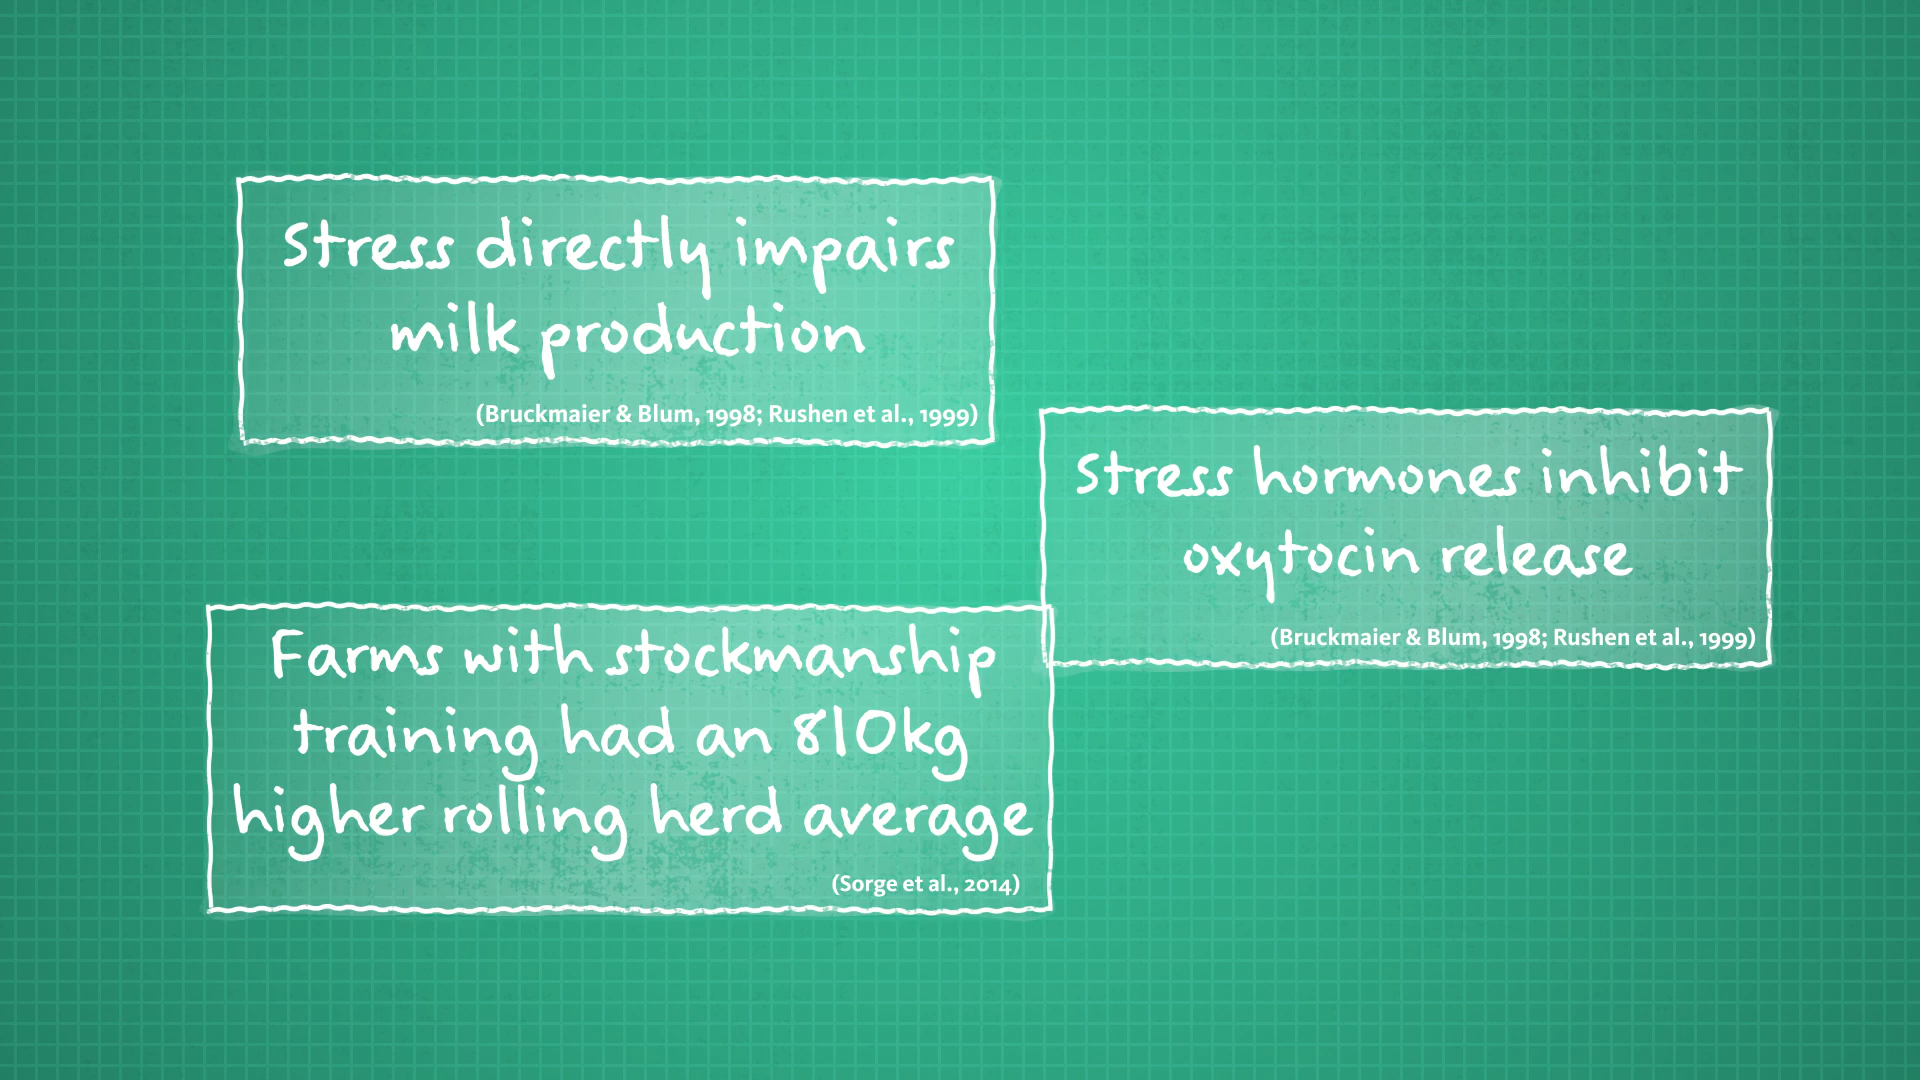 Stress directly impairs
milk production
(Bruckmaier & Blum, 1998; Rushen et al., 1999)
Stress hormones inhibit
oxytocin release
(Bruckmaier & Blum, 1998; Rushen et al., 1999)
Farms with stockmanship
training had an 810kg
higher rolling herd average
(Sorge et al., 2014)